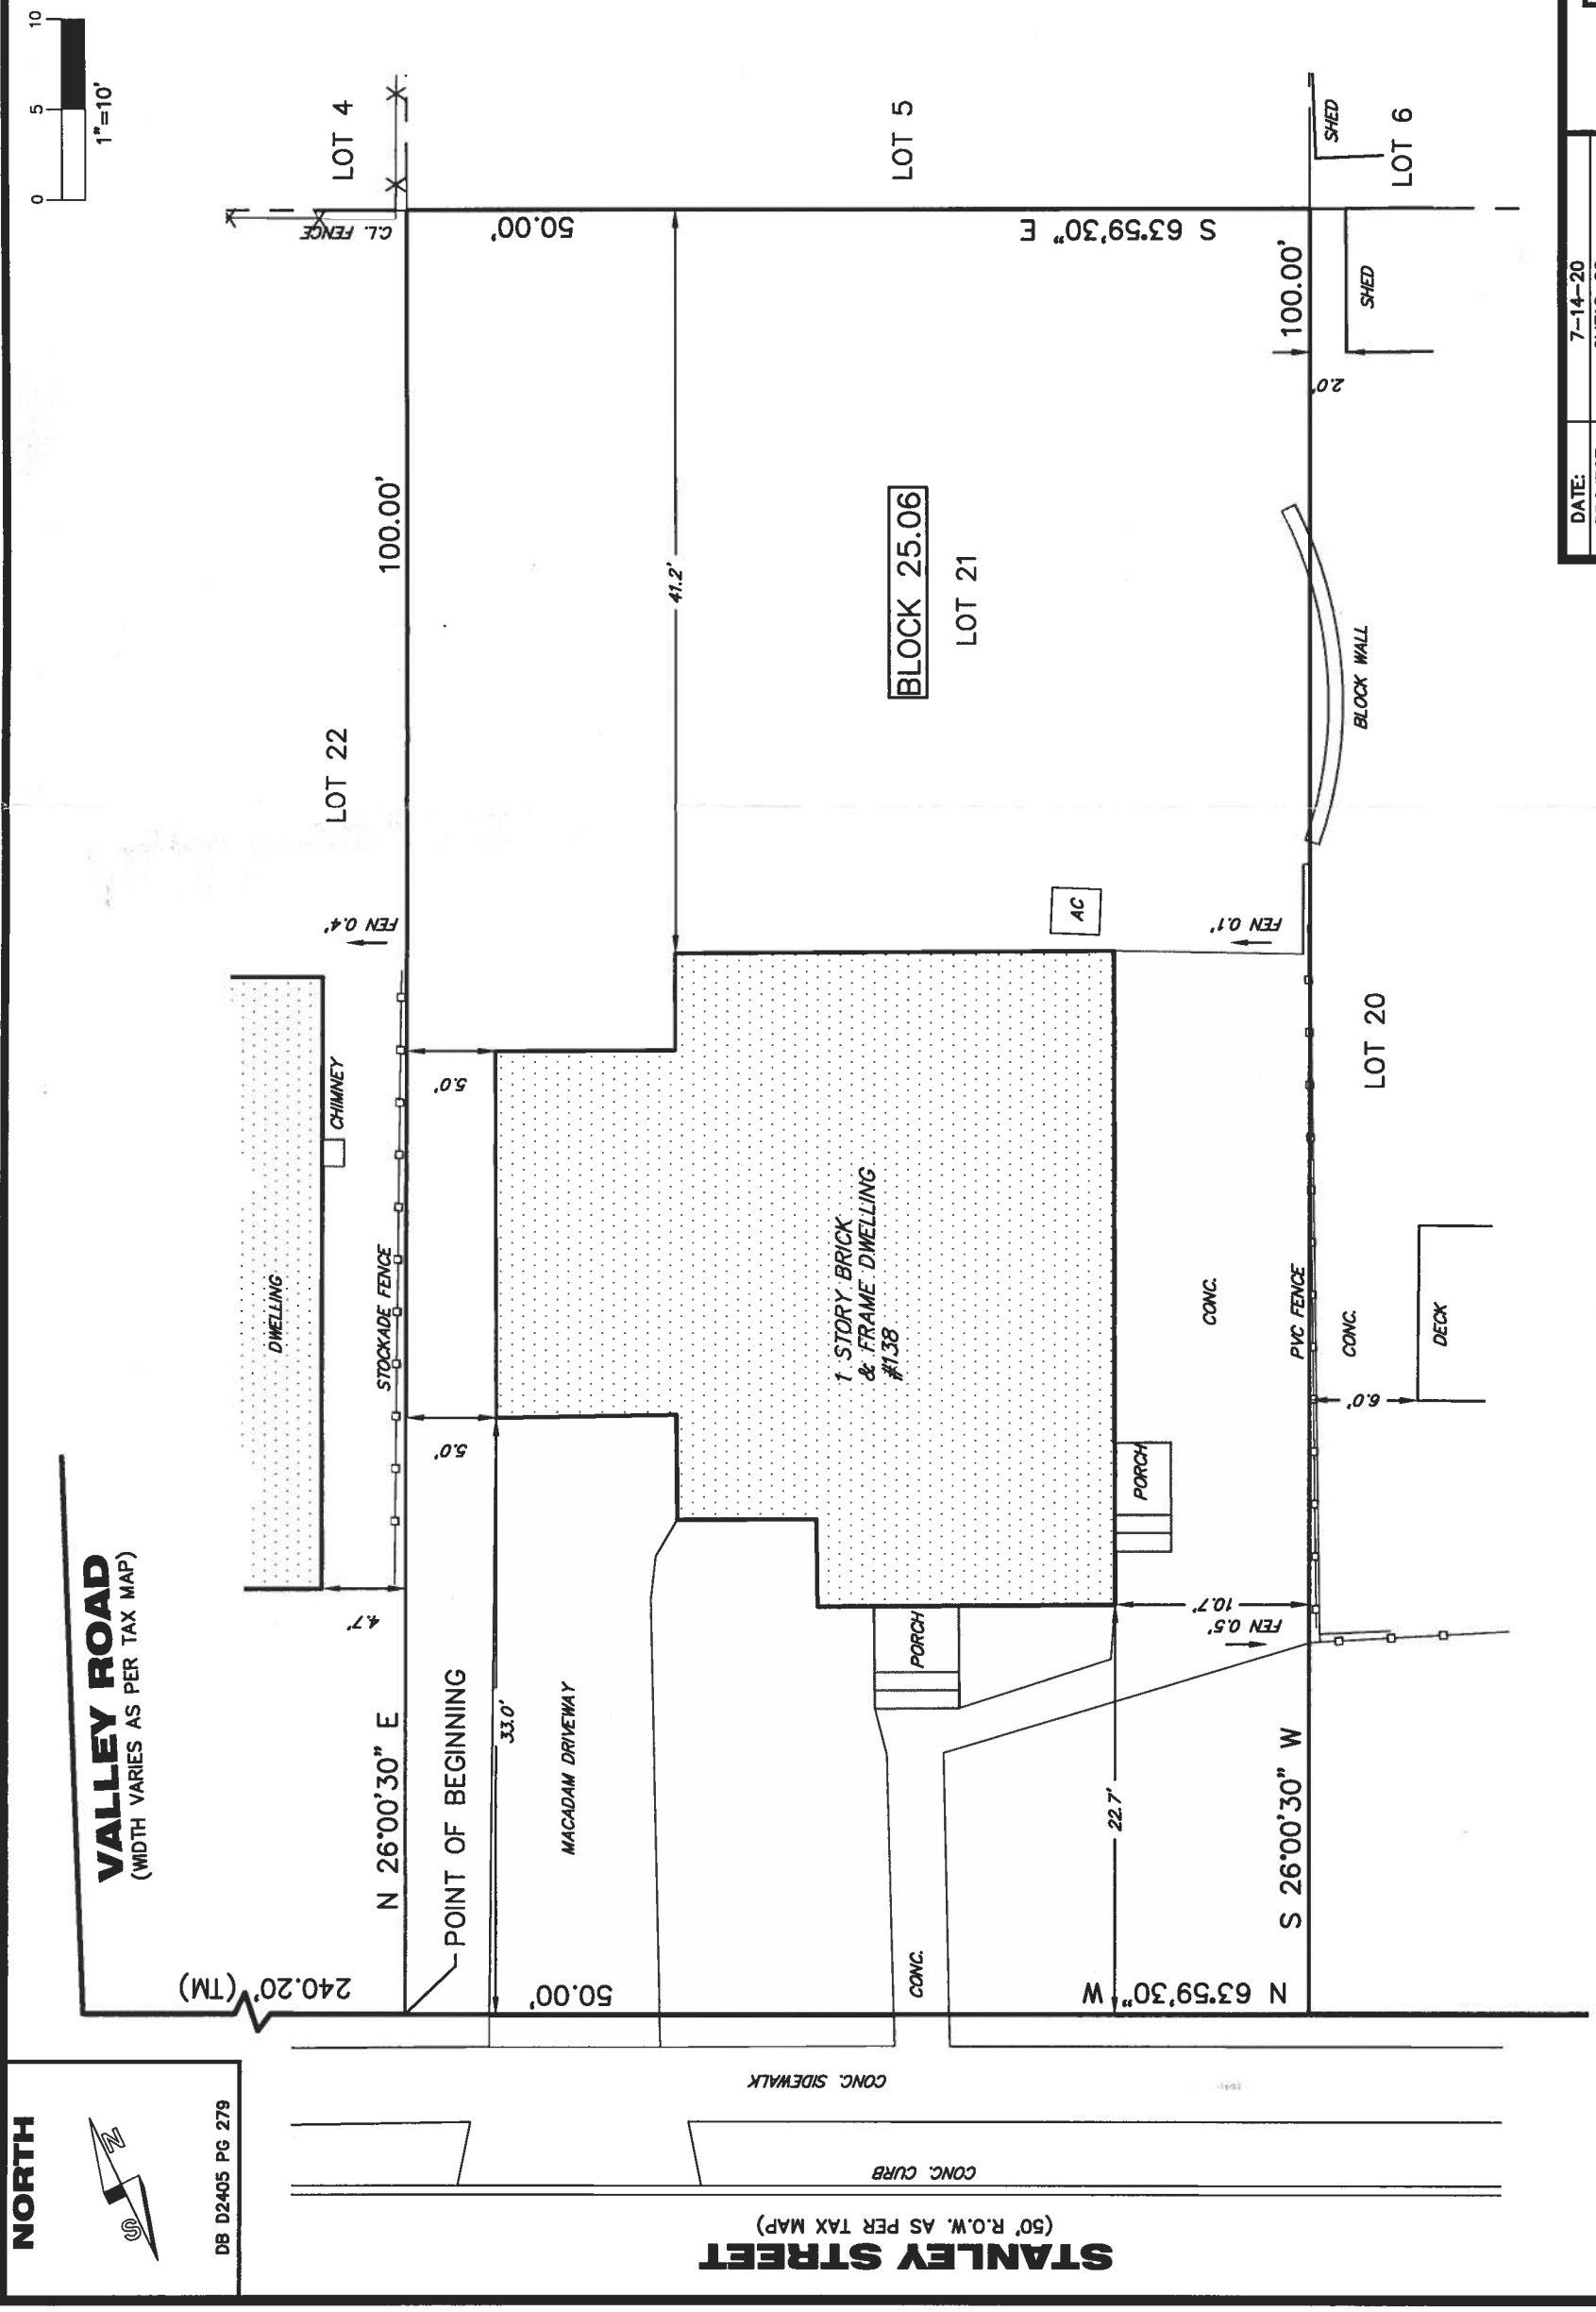 NORTH
N
S
DB D2405 PG 279
VALLEY ROAD
(WIDTH VARIES AS PER TAX MAP)
0 5 10
1"=10'
240.20' (TM)
N 26°00'30" E
100.00'
POINT OF BEGINNING
LOT 22
LOT 4
C.L. FENCE
DWELLING
CHIMNEY
STOCKADE FENCE
FEN 0.4'
4.7'
5.0'
5.0'
33.0'
MACADAM DRIVEWAY
50.00'
N 63°59'30" W
50.00'
S 63°59'30" E
41.2'
BLOCK 25.06
LOT 21
LOT 5
1 STORY BRICK
& FRAME DWELLING
#138
AC
PORCH
PORCH
CONC.
CONC.
22.7'
10.7'
FEN 0.5'
FEN 0.1'
S 26°00'30" W
100.00'
PVC FENCE
CONC.
6.0'
DECK
LOT 20
BLOCK WALL
2.0'
SHED
SHED
LOT 6
CONC. SIDEWALK
CONC. CURB
(50' R.O.W. AS PER TAX MAP)
STANLEY STREET
DATE: 7-14-20